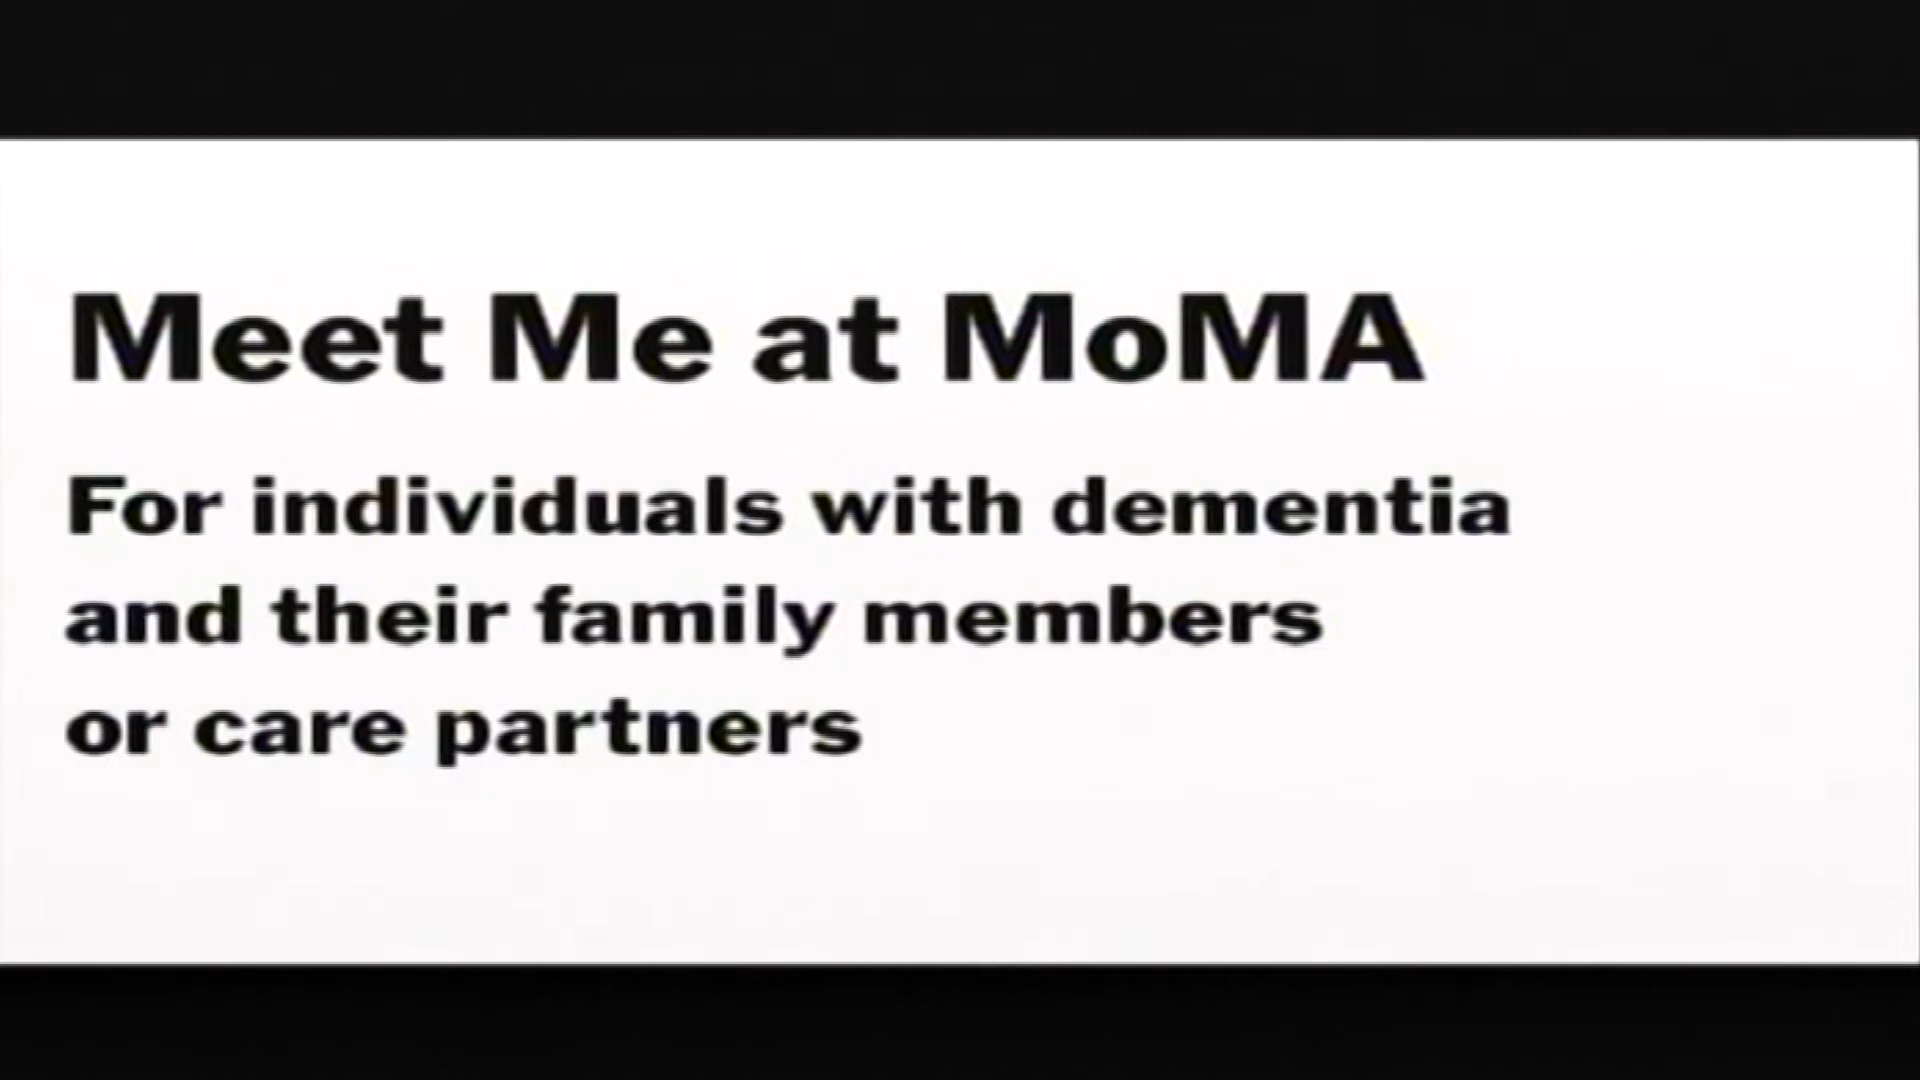 Meet Me at MoMA
For individuals with dementia
and their family members
or care partners